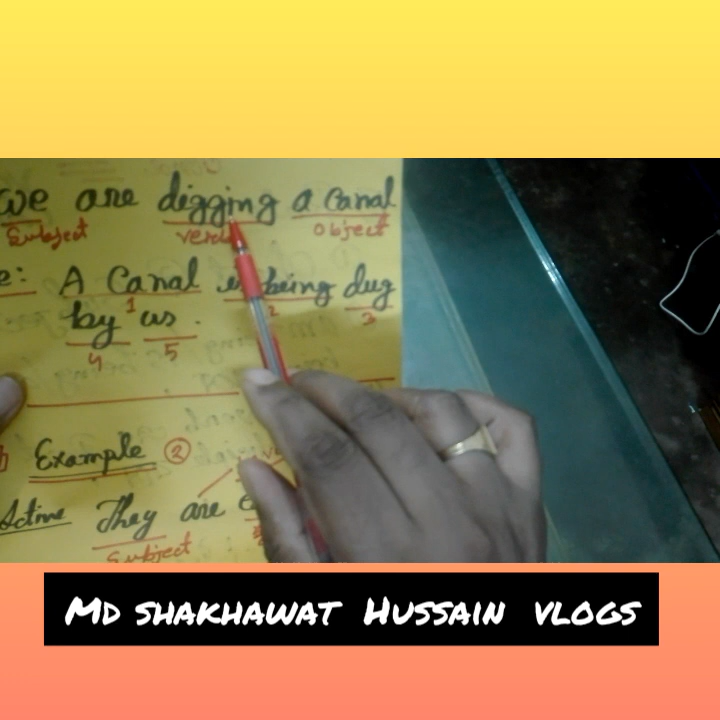 we are digging a canal
Subject verb Object
e: A Canal is being dug
1 2 3
by us.
4 5
Example 2
Active They are
Subject
MD SHAKHAWAT HUSSAIN VLOGS